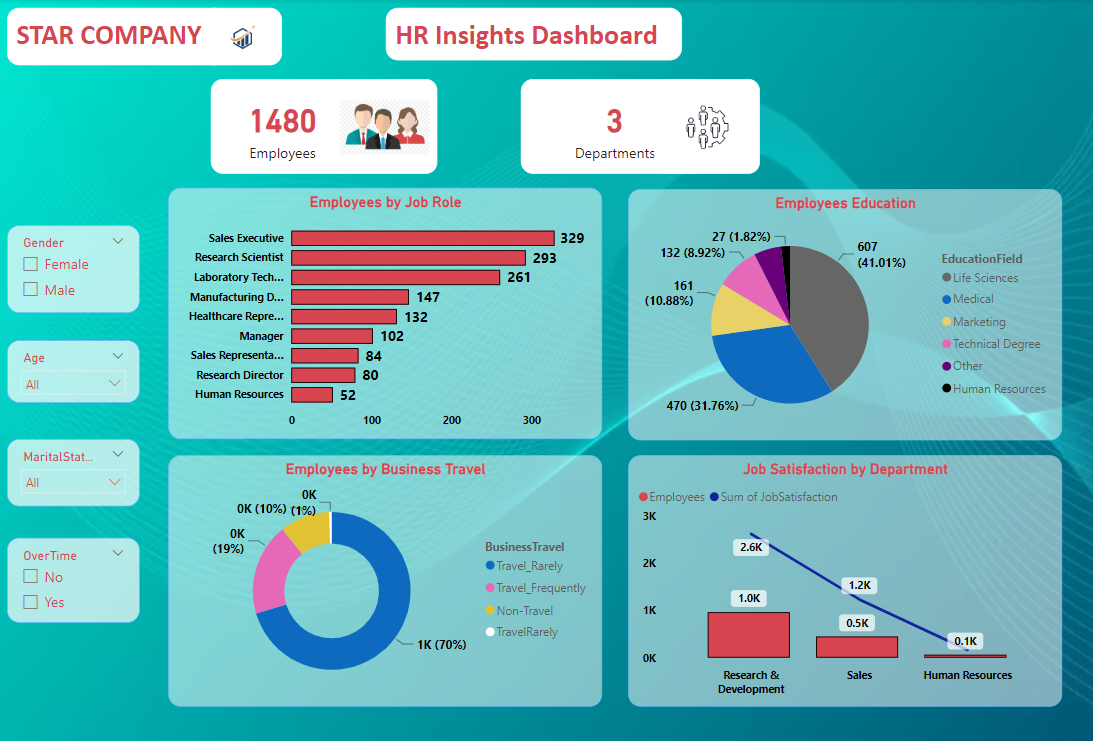 STAR COMPANY
HR Insights Dashboard
1480
Employees
3
Departments
Gender
Female
Male
Age
All
MaritalStat...
All
OverTime
No
Yes
Employees by Job Role
Sales Executive 329
Research Scientist 293
Laboratory Tech... 261
Manufacturing D... 147
Healthcare Repre... 132
Manager 102
Sales Representa... 84
Research Director 80
Human Resources 52
0 100 200 300
Employees Education
27 (1.82%)
132 (8.92%)
161
(10.88%)
470 (31.76%)
607
(41.01%)
EducationField
Life Sciences
Medical
Marketing
Technical Degree
Other
Human Resources
Employees by Business Travel
0K
(1%)
0K (10%)
0K
(19%)
1K (70%)
BusinessTravel
Travel_Rarely
Travel_Frequently
Non-Travel
TravelRarely
Job Satisfaction by Department
Employees Sum of JobSatisfaction
3K
2K
1K
0K
2.6K
1.2K
1.0K
0.5K
0.1K
Research &
Development
Sales
Human Resources